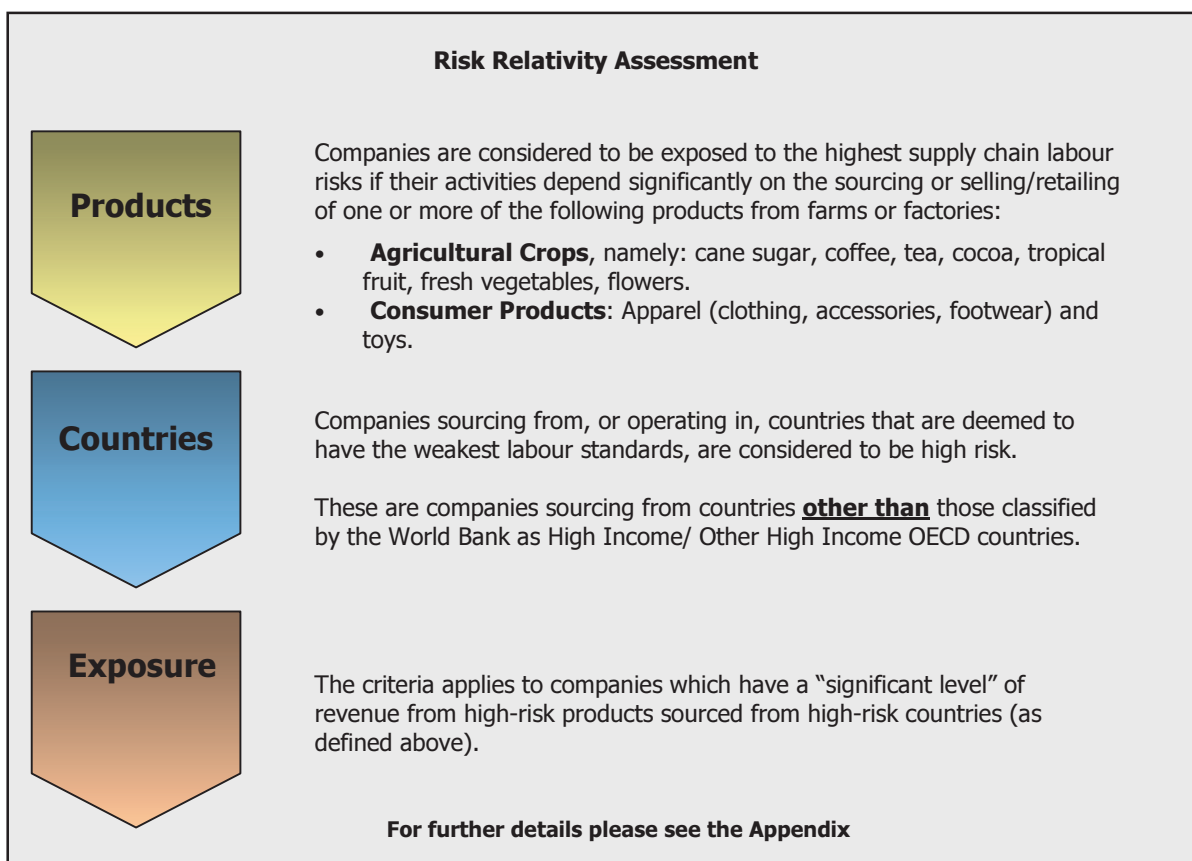 Risk Relativity Assessment
Products
Companies are considered to be exposed to the highest supply chain labour
risks if their activities depend significantly on the sourcing or selling/retailing
of one or more of the following products from farms or factories:
• Agricultural Crops, namely: cane sugar, coffee, tea, cocoa, tropical
fruit, fresh vegetables, flowers.
• Consumer Products: Apparel (clothing, accessories, footwear) and
toys.
Countries
Companies sourcing from, or operating in, countries that are deemed to
have the weakest labour standards, are considered to be high risk.
These are companies sourcing from countries other than those classified
by the World Bank as High Income/ Other High Income OECD countries.
Exposure
The criteria applies to companies which have a “significant level” of
revenue from high-risk products sourced from high-risk countries (as
defined above).
For further details please see the Appendix